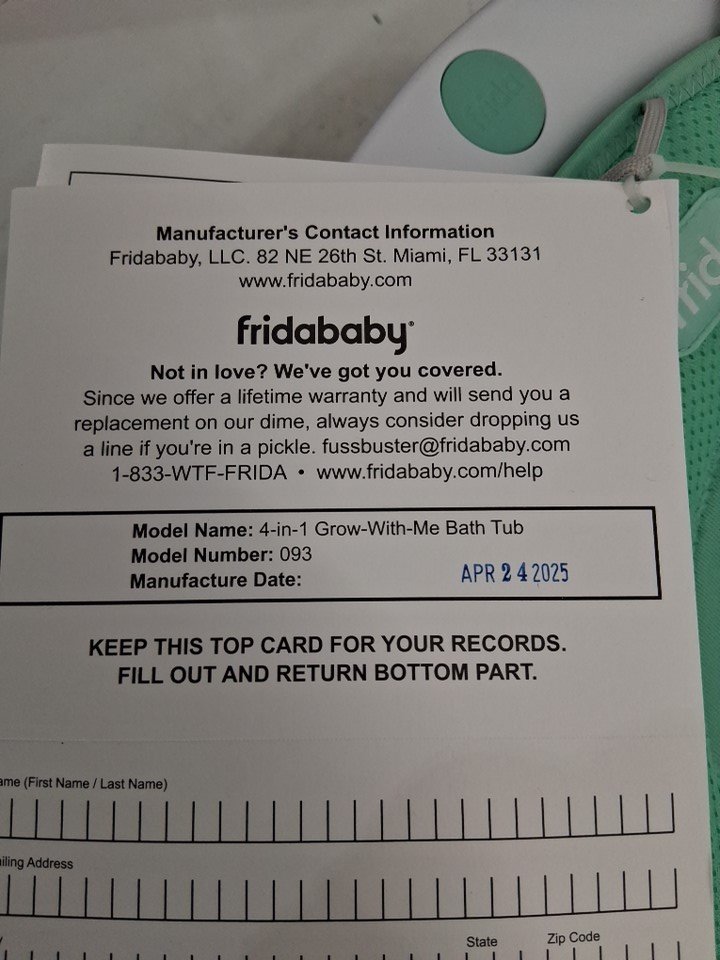 Manufacturer's Contact Information
Fridababy, LLC. 82 NE 26th St. Miami, FL 33131
www.fridababy.com
fridababy®
Not in love? We've got you covered.
Since we offer a lifetime warranty and will send you a
replacement on our dime, always consider dropping us
a line if you're in a pickle. fussbuster@fridababy.com
1-833-WTF-FRIDA • www.fridababy.com/help
Model Name: 4-in-1 Grow-With-Me Bath Tub
Model Number: 093
Manufacture Date: APR 24 2025
KEEP THIS TOP CARD FOR YOUR RECORDS.
FILL OUT AND RETURN BOTTOM PART.
ame (First Name / Last Name)
iling Address
State Zip Code
frida
frid